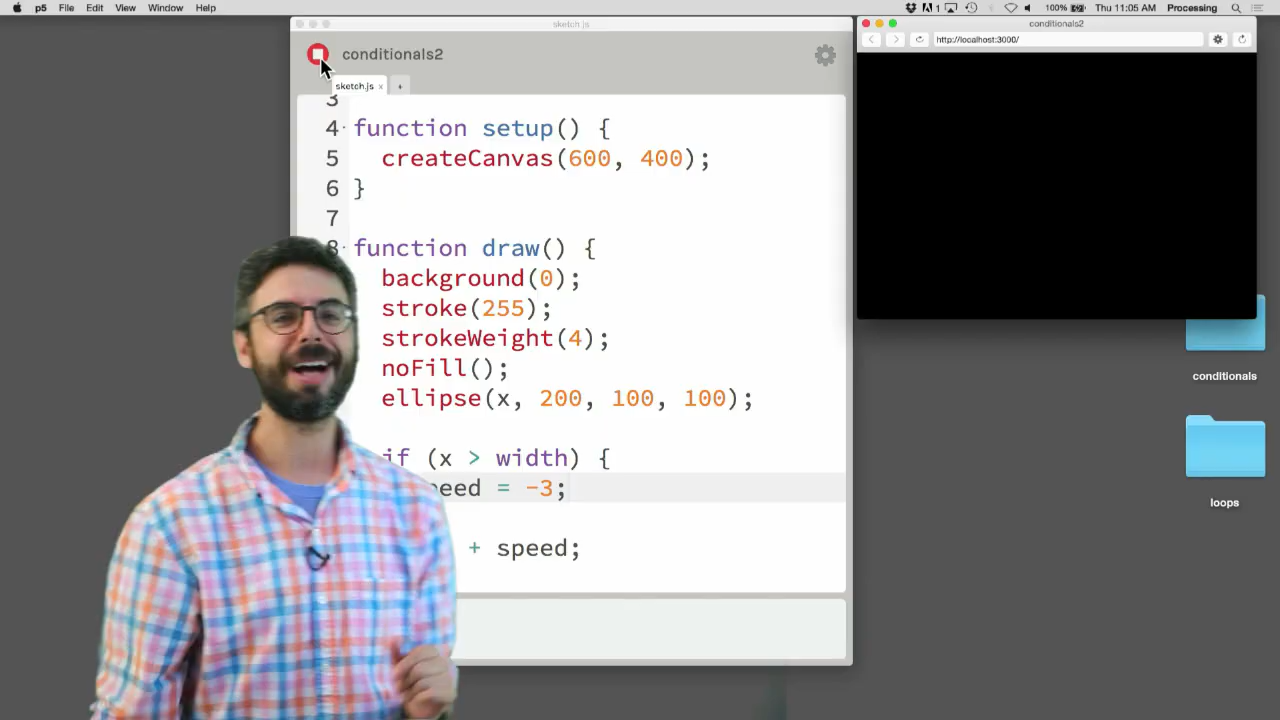 p5 File Edit View Window Help
1 100% Thu 11:05 AM Processing
sketch.js
conditionals2
sketch.js × +
3
4 function setup() {
5 createCanvas(600, 400);
6 }
7
8 function draw() {
background(0);
stroke(255);
strokeWeight(4);
noFill();
ellipse(x, 200, 100, 100);
if (x > width) {
eed = -3;
+ speed;
conditionals2
http://localhost:3000/
conditionals
loops